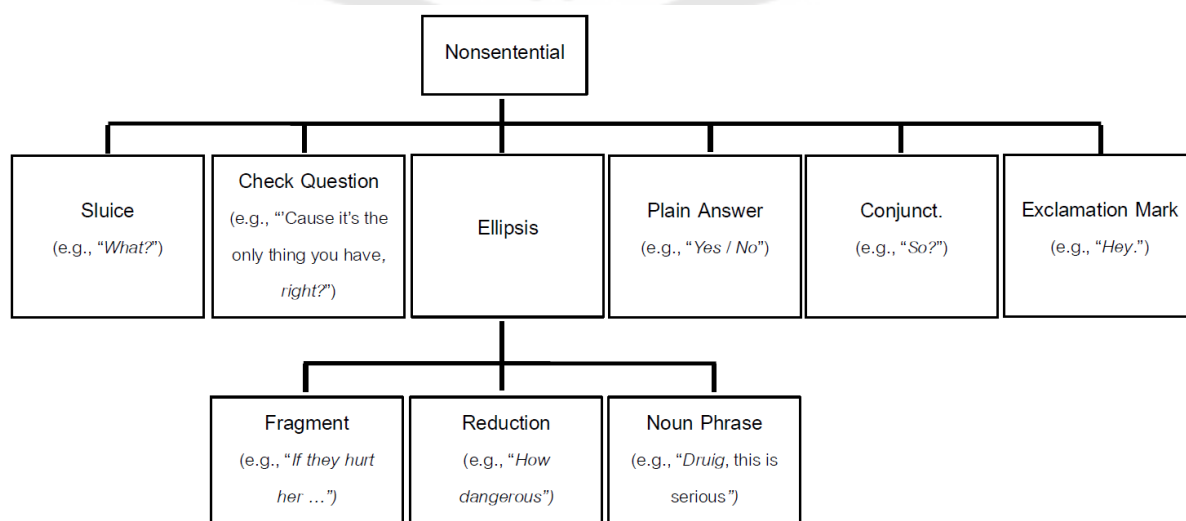 Nonsentential
Sluice
(e.g., “What?”)
Check Question
(e.g., “’Cause it’s the
only thing you have,
right?”)
Ellipsis
Plain Answer
(e.g., “Yes / No”)
Conjunct.
(e.g., “So?”)
Exclamation Mark
(e.g., “Hey.”)
Fragment
(e.g., “If they hurt
her …”)
Reduction
(e.g., “How
dangerous”)
Noun Phrase
(e.g., “Druig, this is
serious”)